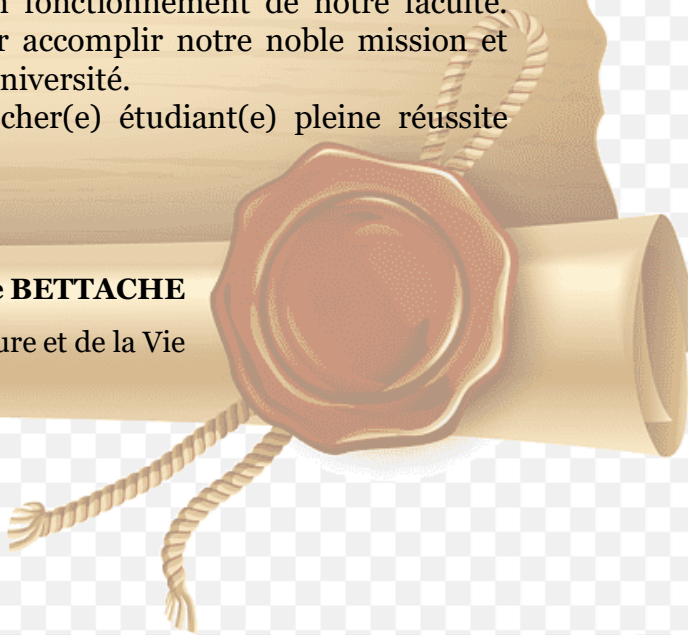 fonctionnement de notre faculté.
accomplir notre noble mission et
niversité.
cher(e) étudiant(e) pleine réussite
BETTACHE
ure et de la Vie